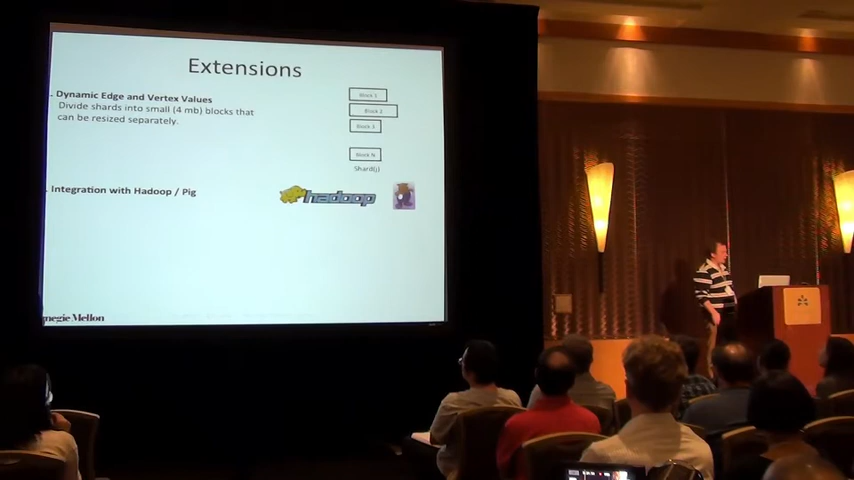 Extensions
Dynamic Edge and Vertex Values
Divide shards into small (4 mb) blocks that
can be resized separately.
Block 1
Block 2
Block 3
Block N
Shard(j)
Integration with Hadoop / Pig
hadoop
negie Mellon